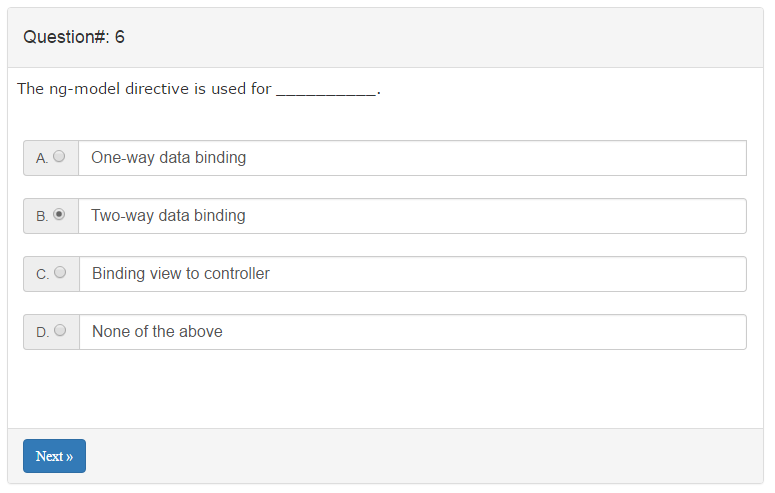 Question#: 6
The ng-model directive is used for __________.
A. One-way data binding
B. Two-way data binding
C. Binding view to controller
D. None of the above
Next »